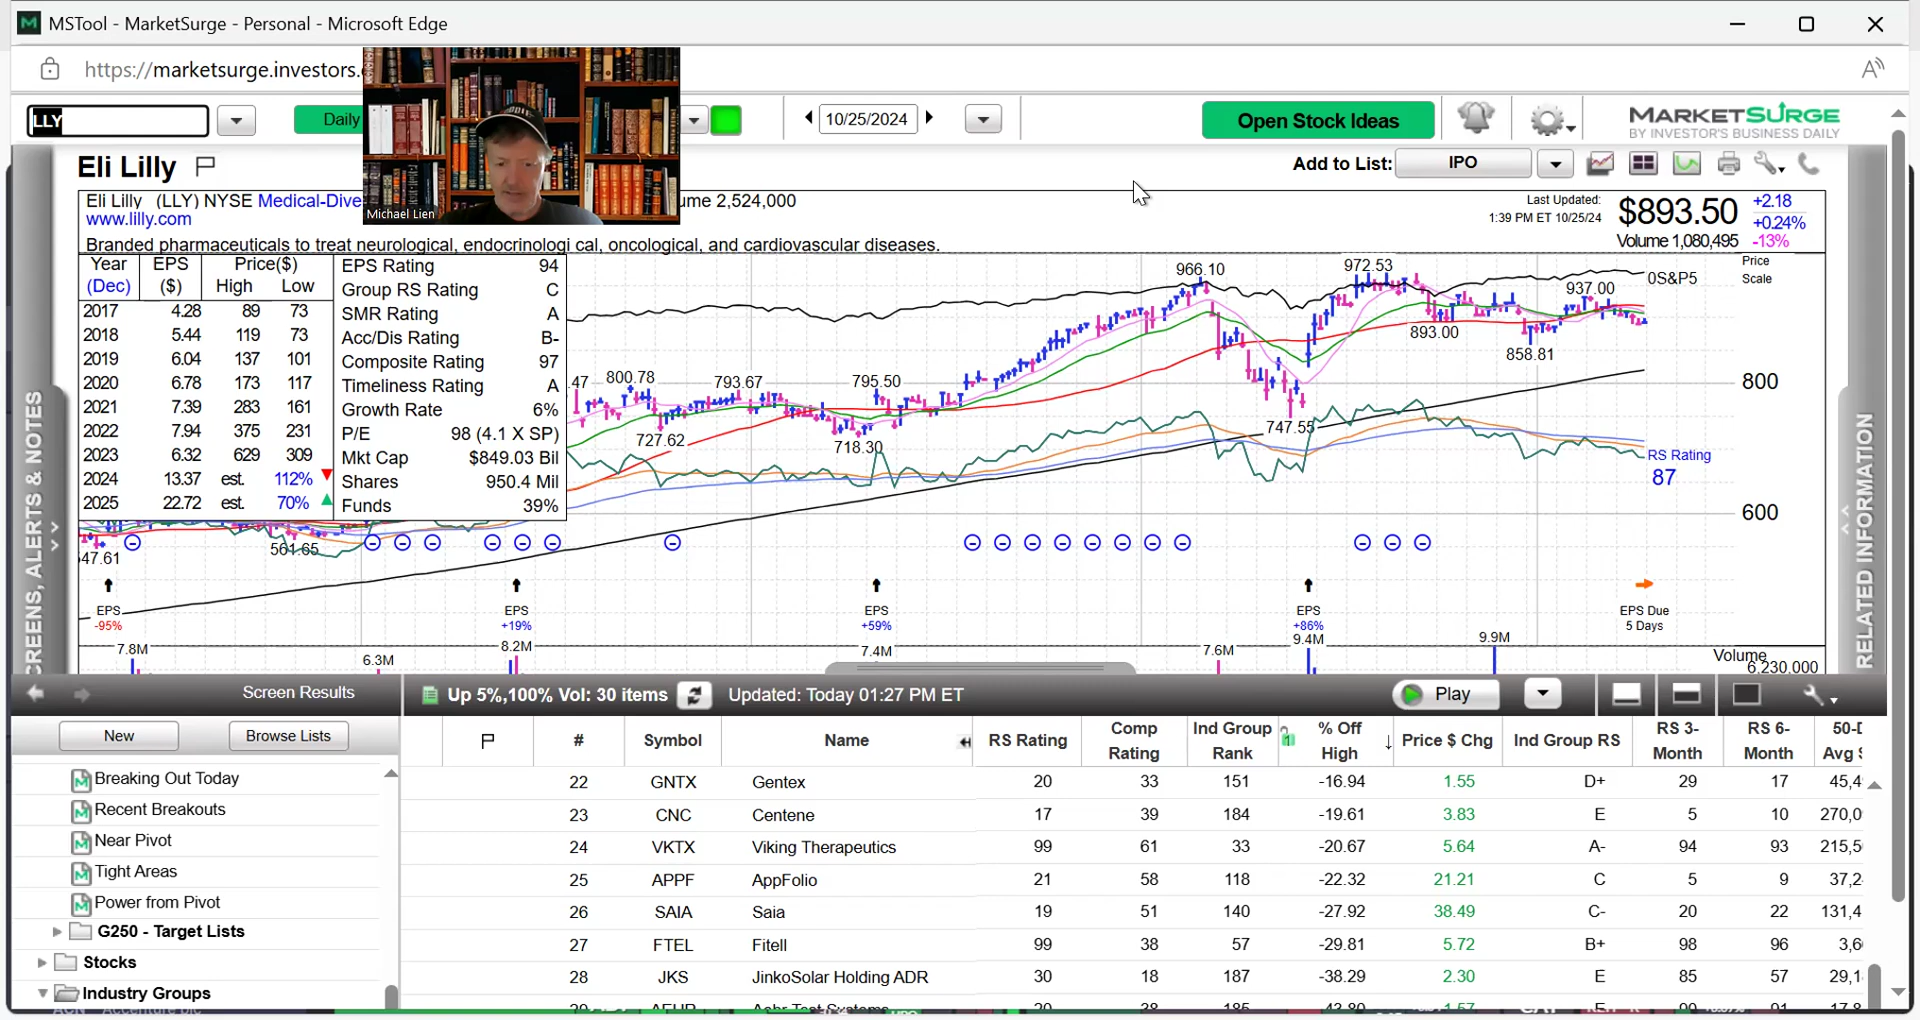 MSTool - MarketSurge - Personal - Microsoft Edge
https://marketsurge.investors.
LLY
Daily
10/25/2024
Open Stock Ideas
MARKETSURGE
BY INVESTOR'S BUSINESS DAILY
Michael Lien
Eli Lilly
Add to List:
IPO
Eli Lilly (LLY) NYSE Medical-Dive
ume 2,524,000
www.lilly.com
Branded pharmaceuticals to treat neurological, endocrinologi cal, oncological, and cardiovascular diseases.
Last Updated:
1:39 PM ET 10/25/24
$893.50
+2.18
+0.24%
Volume 1,080,495
-13%
Year EPS Price($)
(Dec) ($) High Low
2017 4.28 89 73
2018 5.44 119 73
2019 6.04 137 101
2020 6.78 173 117
2021 7.39 283 161
2022 7.94 375 231
2023 6.32 629 309
2024 13.37 est. 112%
2025 22.72 est. 70%
EPS Rating 94
Group RS Rating C
SMR Rating A
Acc/Dis Rating B-
Composite Rating 97
Timeliness Rating A
Growth Rate 6%
P/E 98 (4.1 X SP)
Mkt Cap $849.03 Bil
Shares 950.4 Mil
Funds 39%
Price
Scale
966.10
972.53
0S&P5
937.00
893.00
858.81
.47
800.78
793.67
795.50
800
727.62
718.30
747.55
RS Rating
87
600
47.61
561.65
EPS
-95%
EPS
+19%
EPS
+59%
EPS
+86%
EPS Due
5 Days
7.8M
6.3M
8.2M
7.4M
7.6M
9.4M
9.9M
Volume
6,230,000
Screen Results
Up 5%,100% Vol: 30 items
Updated: Today 01:27 PM ET
Play
New
Browse Lists
Breaking Out Today
Recent Breakouts
Near Pivot
Tight Areas
Power from Pivot
G250 - Target Lists
Stocks
Industry Groups
# Symbol Name RS Rating Comp Rating Ind Group Rank 1 % Off High Price $ Chg Ind Group RS RS 3-Month RS 6-Month 50-D Avg $
22 GNTX Gentex 20 33 151 -16.94 1.55 D+ 29 17 45,4
23 CNC Centene 17 39 184 -19.61 3.83 E 5 10 270,0
24 VKTX Viking Therapeutics 99 61 33 -20.67 5.64 A- 94 93 215,5
25 APPF AppFolio 21 58 118 -22.32 21.21 C 5 9 37,2
26 SAIA Saia 19 51 140 -27.92 38.49 C- 20 22 131,4
27 FTEL Fitell 99 38 57 -29.81 5.72 B+ 98 96 3,6
28 JKS JinkoSolar Holding ADR 30 18 187 -38.29 2.30 E 85 57 29,1
RELATED INFORMATION
CREENS, ALERTS & NOTES